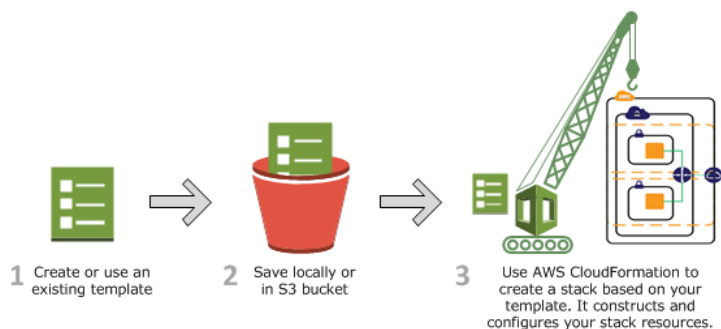 1 Create or use an
existing template
2 Save locally or
in S3 bucket
3 Use AWS CloudFormation to
create a stack based on your
template. It constructs and
configures your stack resources.